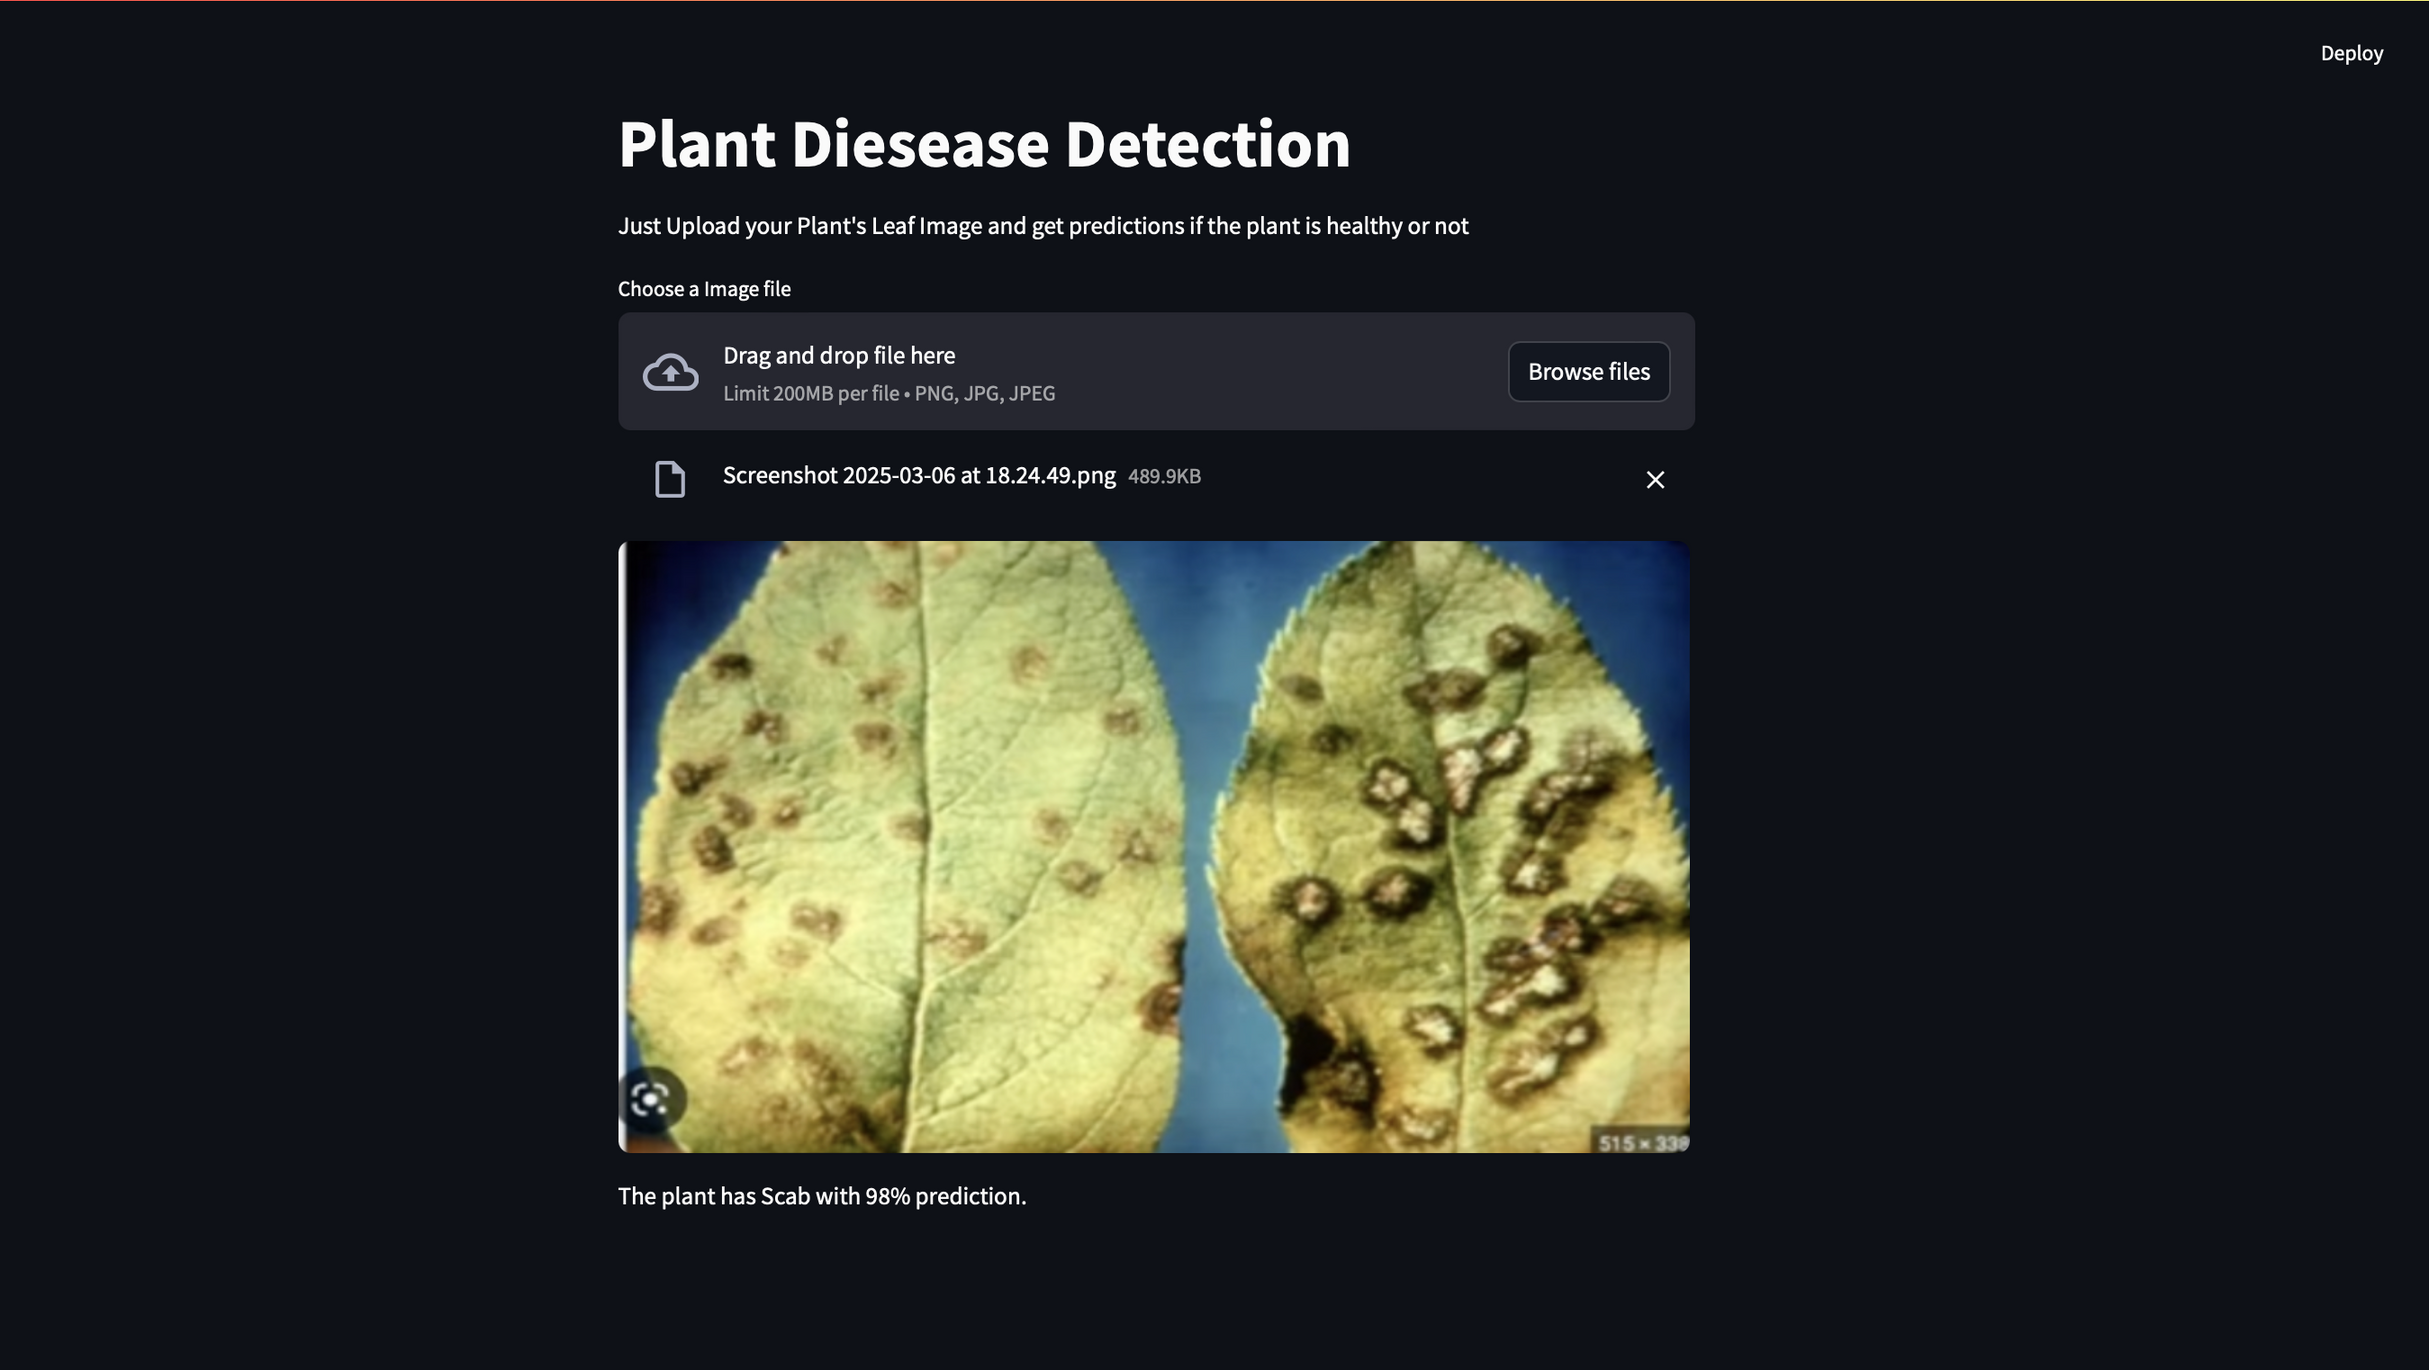 Deploy
Plant Diesease Detection
Just Upload your Plant's Leaf Image and get predictions if the plant is healthy or not
Choose a Image file
Drag and drop file here
Limit 200MB per file • PNG, JPG, JPEG
Browse files
Screenshot 2025-03-06 at 18.24.49.png 489.9KB
515 × 339
The plant has Scab with 98% prediction.